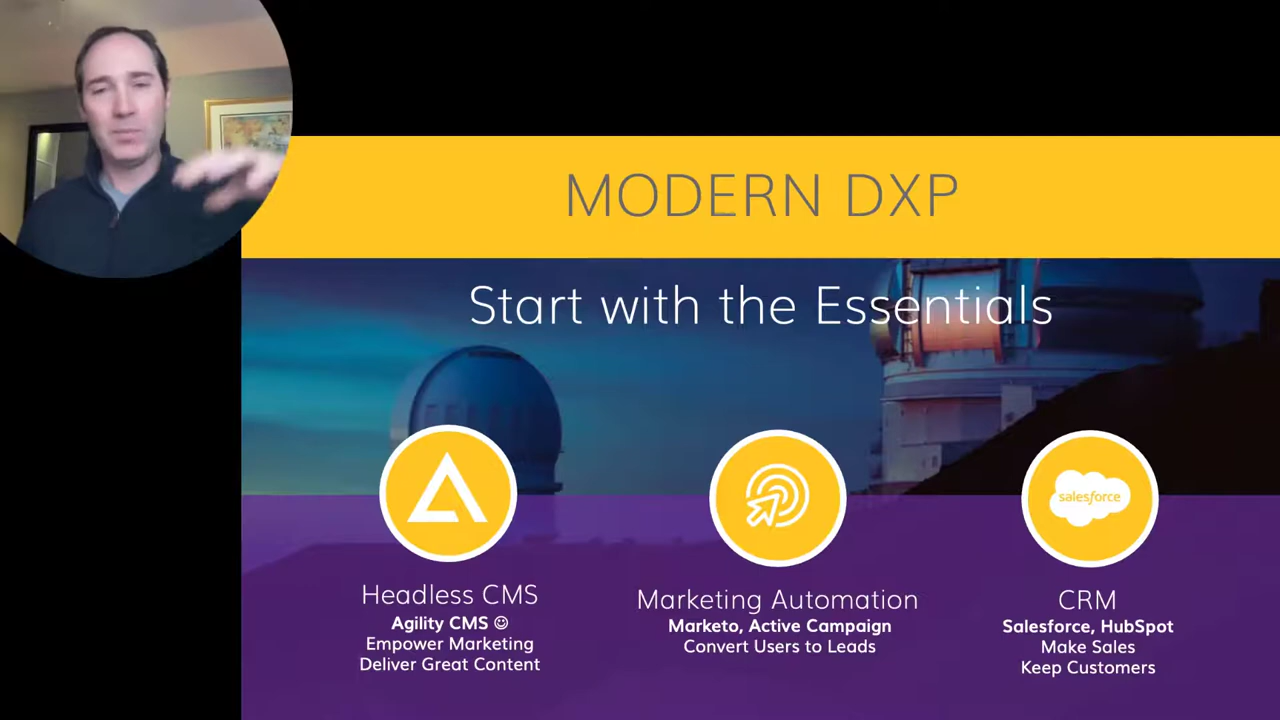 MODERN DXP
Start with the Essentials
salesforce
Headless CMS
Agility CMS ☺
Empower Marketing
Deliver Great Content
Marketing Automation
Marketo, Active Campaign
Convert Users to Leads
CRM
Salesforce, HubSpot
Make Sales
Keep Customers